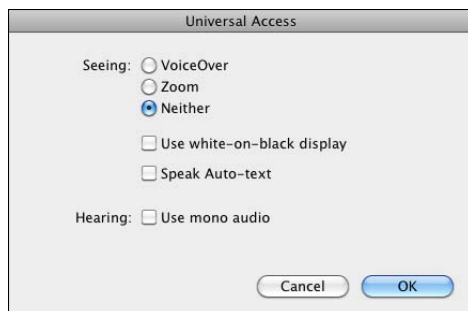 Universal Access
Seeing: VoiceOver
Zoom
Neither
Use white-on-black display
Speak Auto-text
Hearing: Use mono audio
Cancel OK